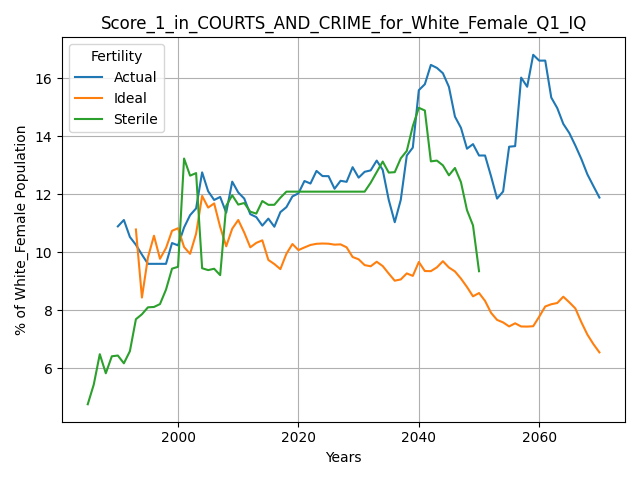 Score_1_in_COURTS_AND_CRIME_for_White_Female_Q1_IQ
Fertility
Actual
Ideal
Sterile
% of White_Female Population
16
14
12
10
8
6
2000
2020
2040
2060
Years